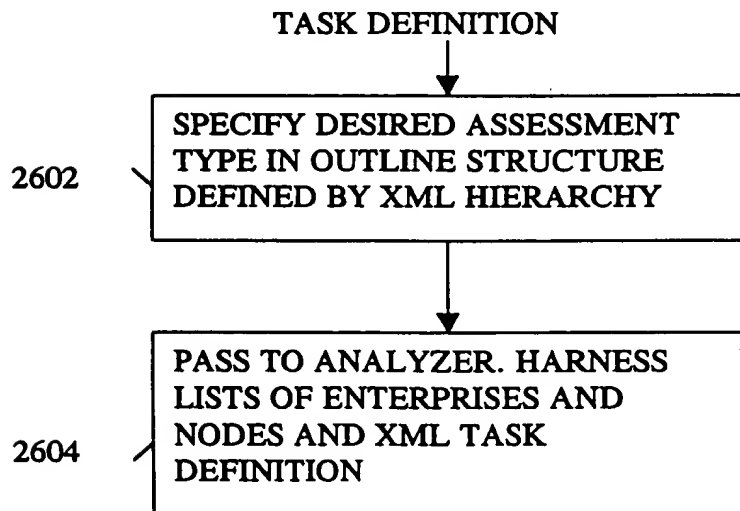 TASK DEFINITION
SPECIFY DESIRED ASSESSMENT
TYPE IN OUTLINE STRUCTURE
DEFINED BY XML HIERARCHY
2602
PASS TO ANALYZER. HARNESS
LISTS OF ENTERPRISES AND
NODES AND XML TASK
DEFINITION
2604